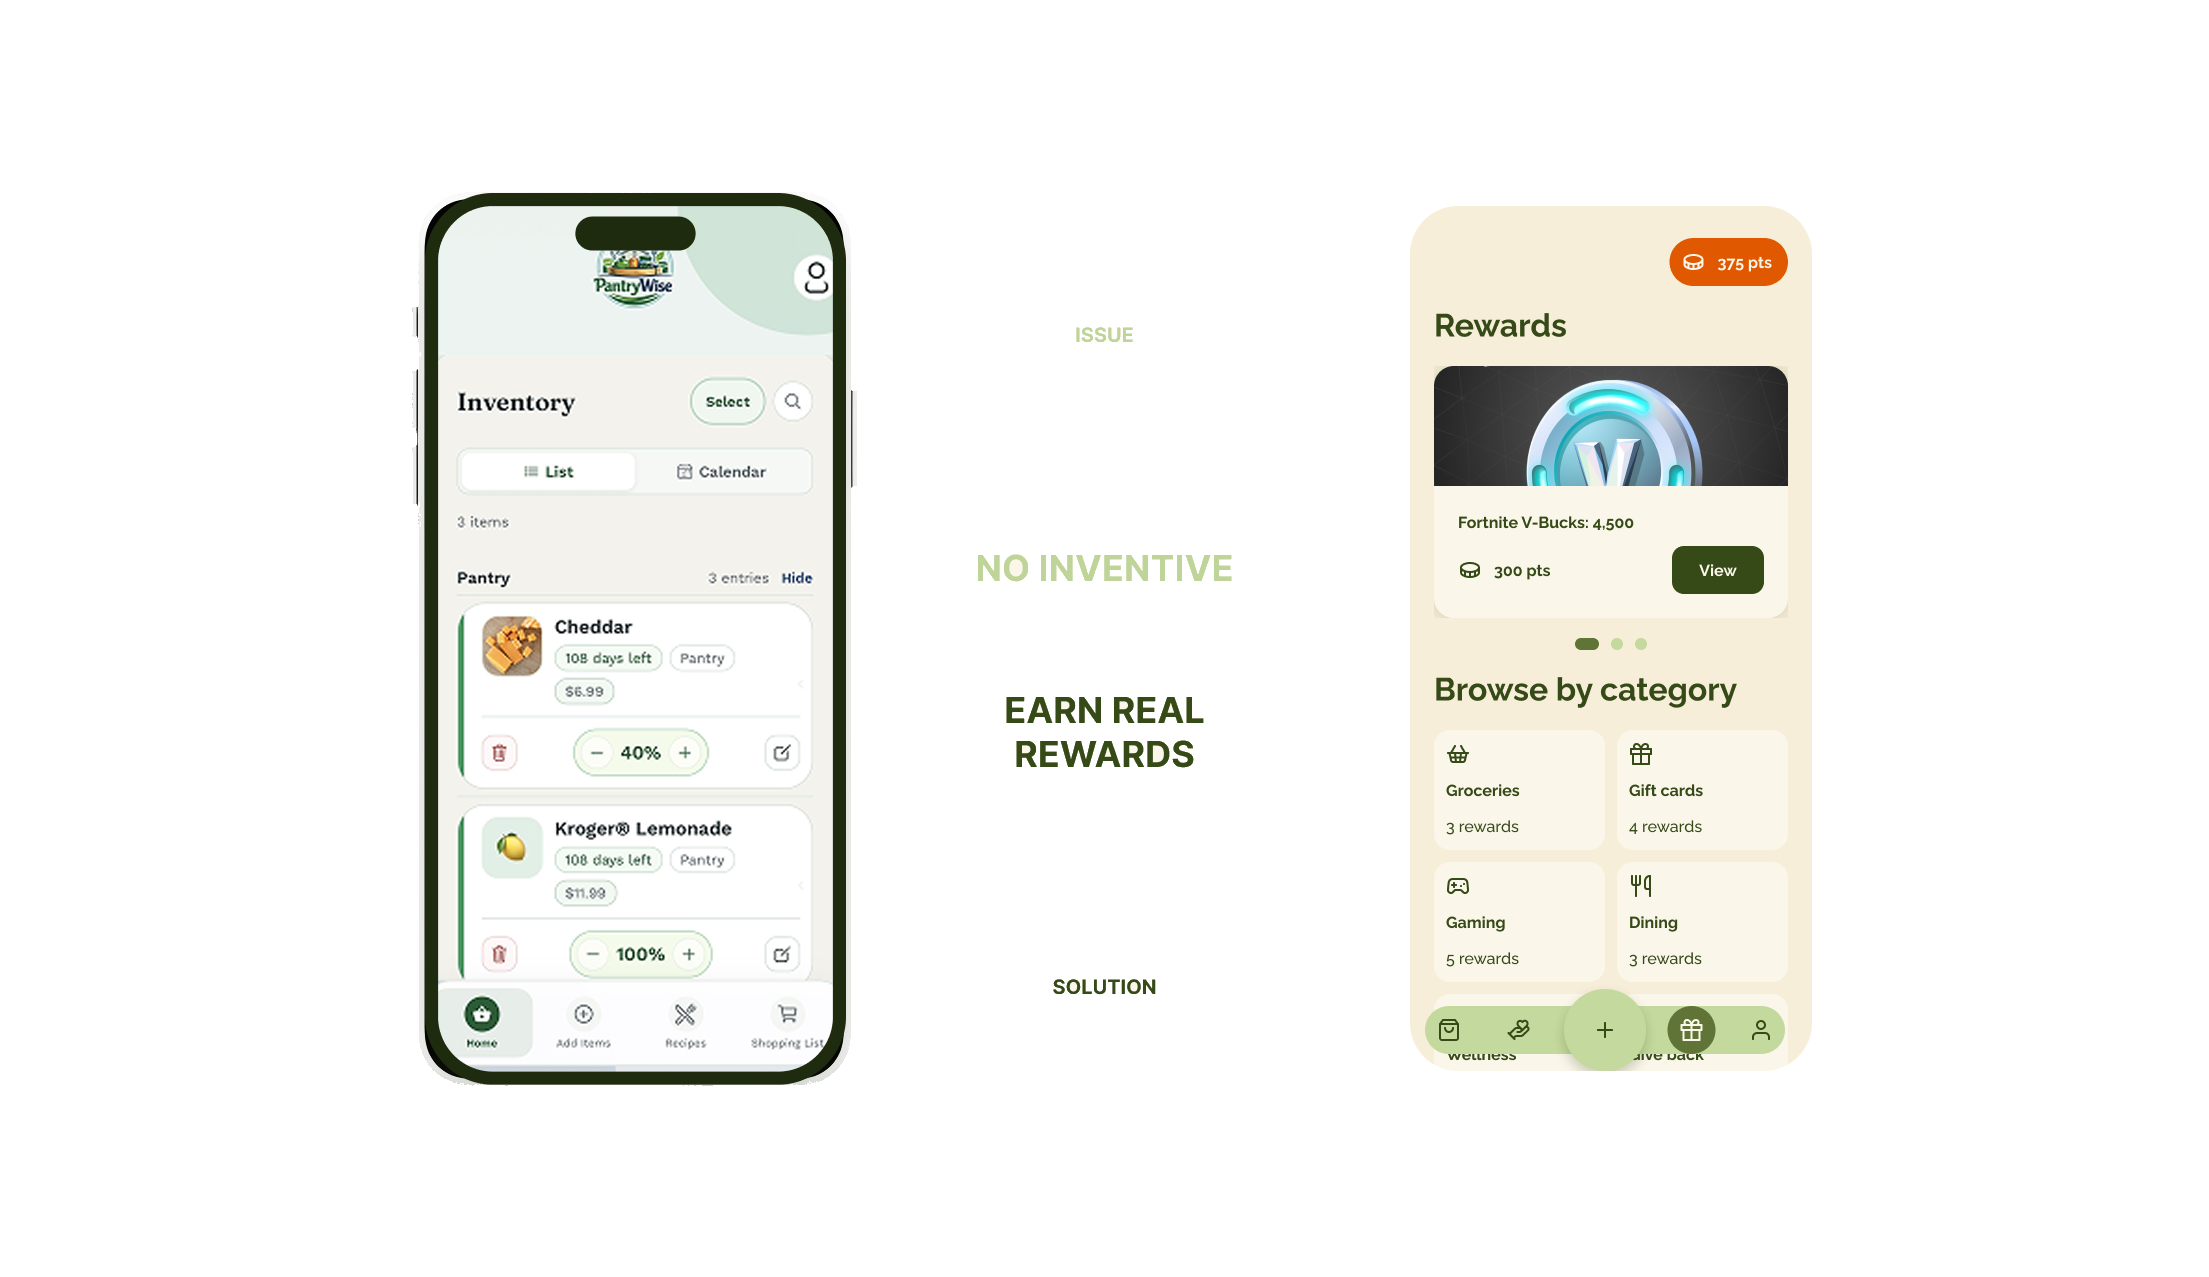 PantryWise
Inventory
Select
List
Calendar
3 items
Pantry
3 entries
Hide
Cheddar
108 days left
Pantry
$6.99
40%
Kroger® Lemonade
108 days left
Pantry
$11.99
100%
Home
Add Items
Recipes
Shopping List
ISSUE
NO INVENTIVE
EARN REAL
REWARDS
SOLUTION
375 pts
Rewards
Fortnite V-Bucks: 4,500
300 pts
View
Browse by category
Groceries
3 rewards
Gift cards
4 rewards
Gaming
5 rewards
Dining
3 rewards
Wellness
Give back